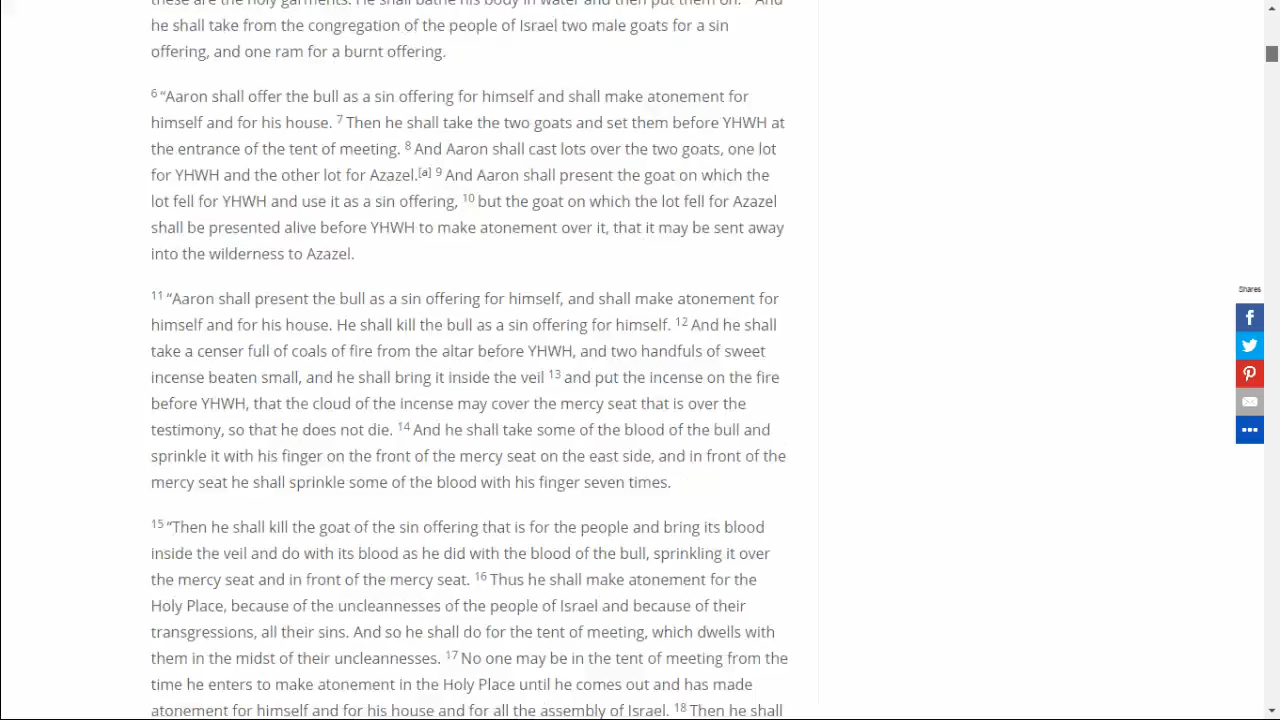 these are the holy garments. He shall bathe his body in water and then put them on. And
he shall take from the congregation of the people of Israel two male goats for a sin
offering, and one ram for a burnt offering.
6 “Aaron shall offer the bull as a sin offering for himself and shall make atonement for
himself and for his house. 7 Then he shall take the two goats and set them before YHWH at
the entrance of the tent of meeting. 8 And Aaron shall cast lots over the two goats, one lot
for YHWH and the other lot for Azazel.[a] 9 And Aaron shall present the goat on which the
lot fell for YHWH and use it as a sin offering, 10 but the goat on which the lot fell for Azazel
shall be presented alive before YHWH to make atonement over it, that it may be sent away
into the wilderness to Azazel.
11 “Aaron shall present the bull as a sin offering for himself, and shall make atonement for
himself and for his house. He shall kill the bull as a sin offering for himself. 12 And he shall
take a censer full of coals of fire from the altar before YHWH, and two handfuls of sweet
incense beaten small, and he shall bring it inside the veil 13 and put the incense on the fire
before YHWH, that the cloud of the incense may cover the mercy seat that is over the
testimony, so that he does not die. 14 And he shall take some of the blood of the bull and
sprinkle it with his finger on the front of the mercy seat on the east side, and in front of the
mercy seat he shall sprinkle some of the blood with his finger seven times.
15 “Then he shall kill the goat of the sin offering that is for the people and bring its blood
inside the veil and do with its blood as he did with the blood of the bull, sprinkling it over
the mercy seat and in front of the mercy seat. 16 Thus he shall make atonement for the
Holy Place, because of the uncleannesses of the people of Israel and because of their
transgressions, all their sins. And so he shall do for the tent of meeting, which dwells with
them in the midst of their uncleannesses. 17 No one may be in the tent of meeting from the
time he enters to make atonement in the Holy Place until he comes out and has made
atonement for himself and for his house and for all the assembly of Israel. 18 Then he shall
Shares